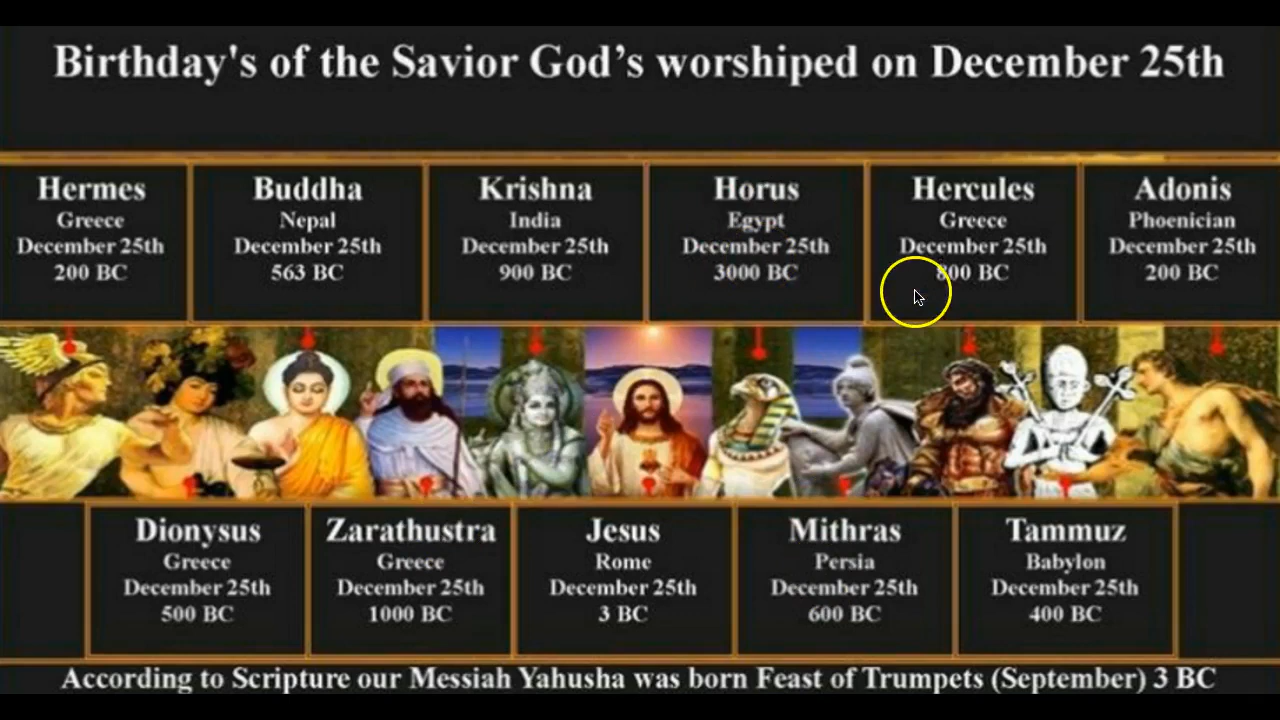 Birthday's of the Savior God’s worshiped on December 25th
Hermes
Greece
December 25th
200 BC
Buddha
Nepal
December 25th
563 BC
Krishna
India
December 25th
900 BC
Horus
Egypt
December 25th
3000 BC
Hercules
Greece
December 25th
800 BC
Adonis
Phoenician
December 25th
200 BC
Dionysus
Greece
December 25th
500 BC
Zarathustra
Greece
December 25th
1000 BC
Jesus
Rome
December 25th
3 BC
Mithras
Persia
December 25th
600 BC
Tammuz
Babylon
December 25th
400 BC
According to Scripture our Messiah Yahusha was born Feast of Trumpets (September) 3 BC